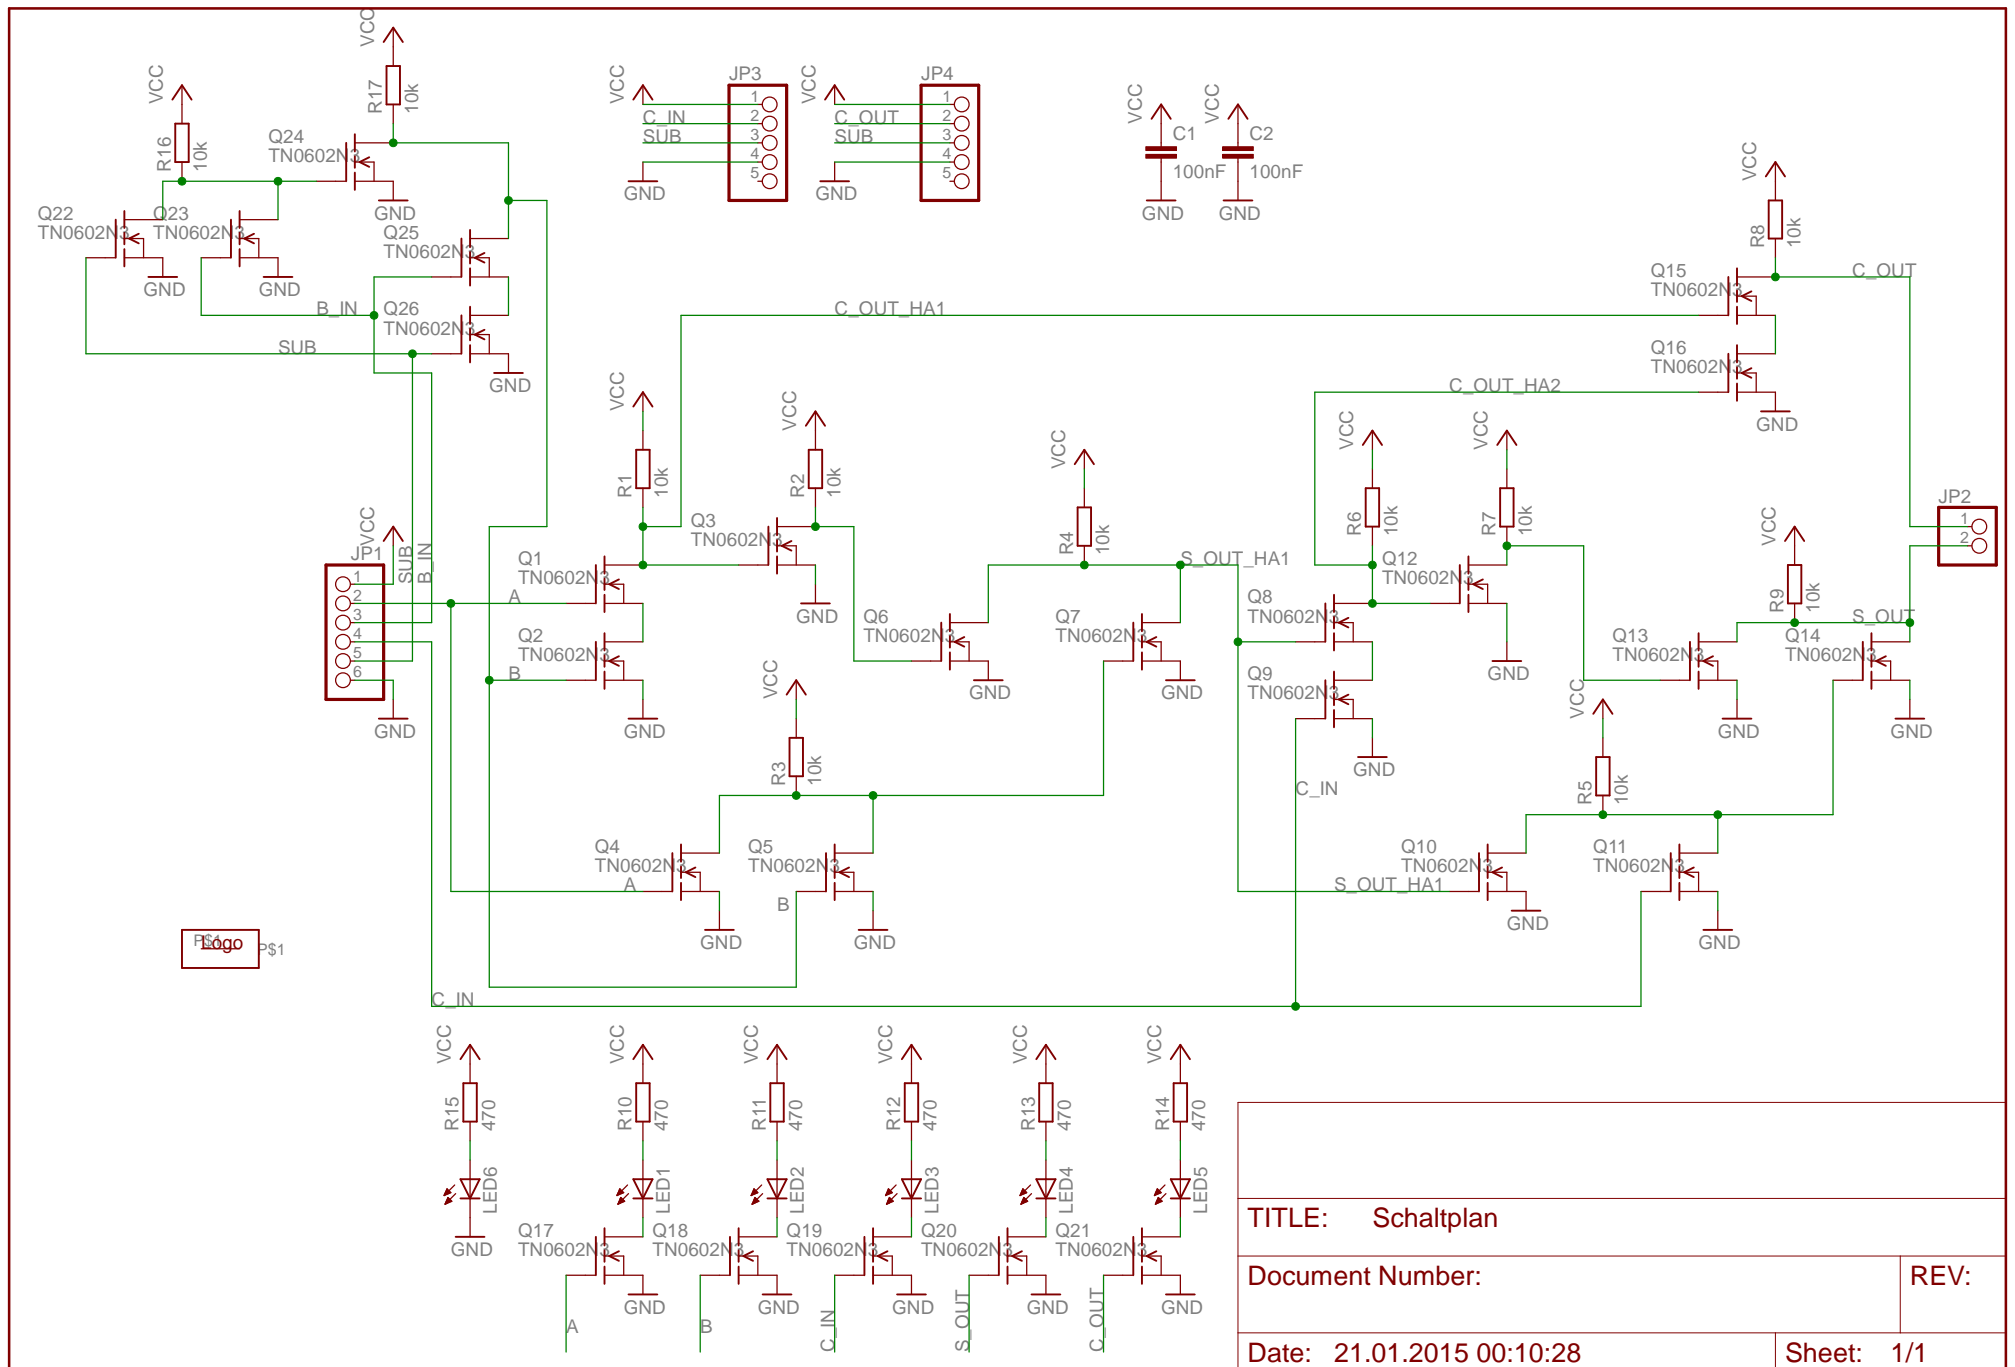 VCC
R17
10k
VCC
R16
10k
Q24
TN0602N3
GND
Q22
TN0602N3
GND
Q23
TN0602N3
GND
Q25
TN0602N3
B_IN
Q26
TN0602N3
SUB
GND
VCC
C_IN
SUB
GND
JP3
1
2
3
4
5
VCC
C_OUT
SUB
GND
JP4
1
2
3
4
5
VCC
C1
100nF
GND
VCC
C2
100nF
GND
VCC
R8
10k
Q15
TN0602N3
C_OUT
C_OUT_HA1
Q16
TN0602N3
C_OUT_HA2
GND
VCC
R1
10k
VCC
R2
10k
Q3
TN0602N3
GND
VCC
R4
10k
S_OUT_HA1
VCC
R6
10k
VCC
R7
10k
Q12
TN0602N3
GND
JP2
1
2
VCC
R9
10k
S_OUT
VCC
JP1
SUB
B_IN
1
2
3
4
5
6
GND
Q1
TN0602N3
A
Q2
TN0602N3
B
GND
Q6
TN0602N3
GND
Q7
TN0602N3
GND
Q8
TN0602N3
Q9
TN0602N3
GND
C_IN
Q13
TN0602N3
GND
Q14
TN0602N3
GND
VCC
R3
10k
VCC
R5
10k
Q4
TN0602N3
A
GND
Q5
TN0602N3
B
GND
Q10
TN0602N3
S_OUT_HA1
GND
Q11
TN0602N3
GND
P$1
Logo
P$1
C_IN
VCC
R15
470
LED6
GND
VCC
R10
470
LED1
Q17
TN0602N3
GND
A
VCC
R11
470
LED2
Q18
TN0602N3
GND
B
VCC
R12
470
LED3
Q19
TN0602N3
GND
C_IN
VCC
R13
470
LED4
Q20
TN0602N3
GND
S_OUT
VCC
R14
470
LED5
Q21
TN0602N3
GND
C_OUT
TITLE: Schaltplan
Document Number:
REV:
Date: 21.01.2015 00:10:28
Sheet: 1/1